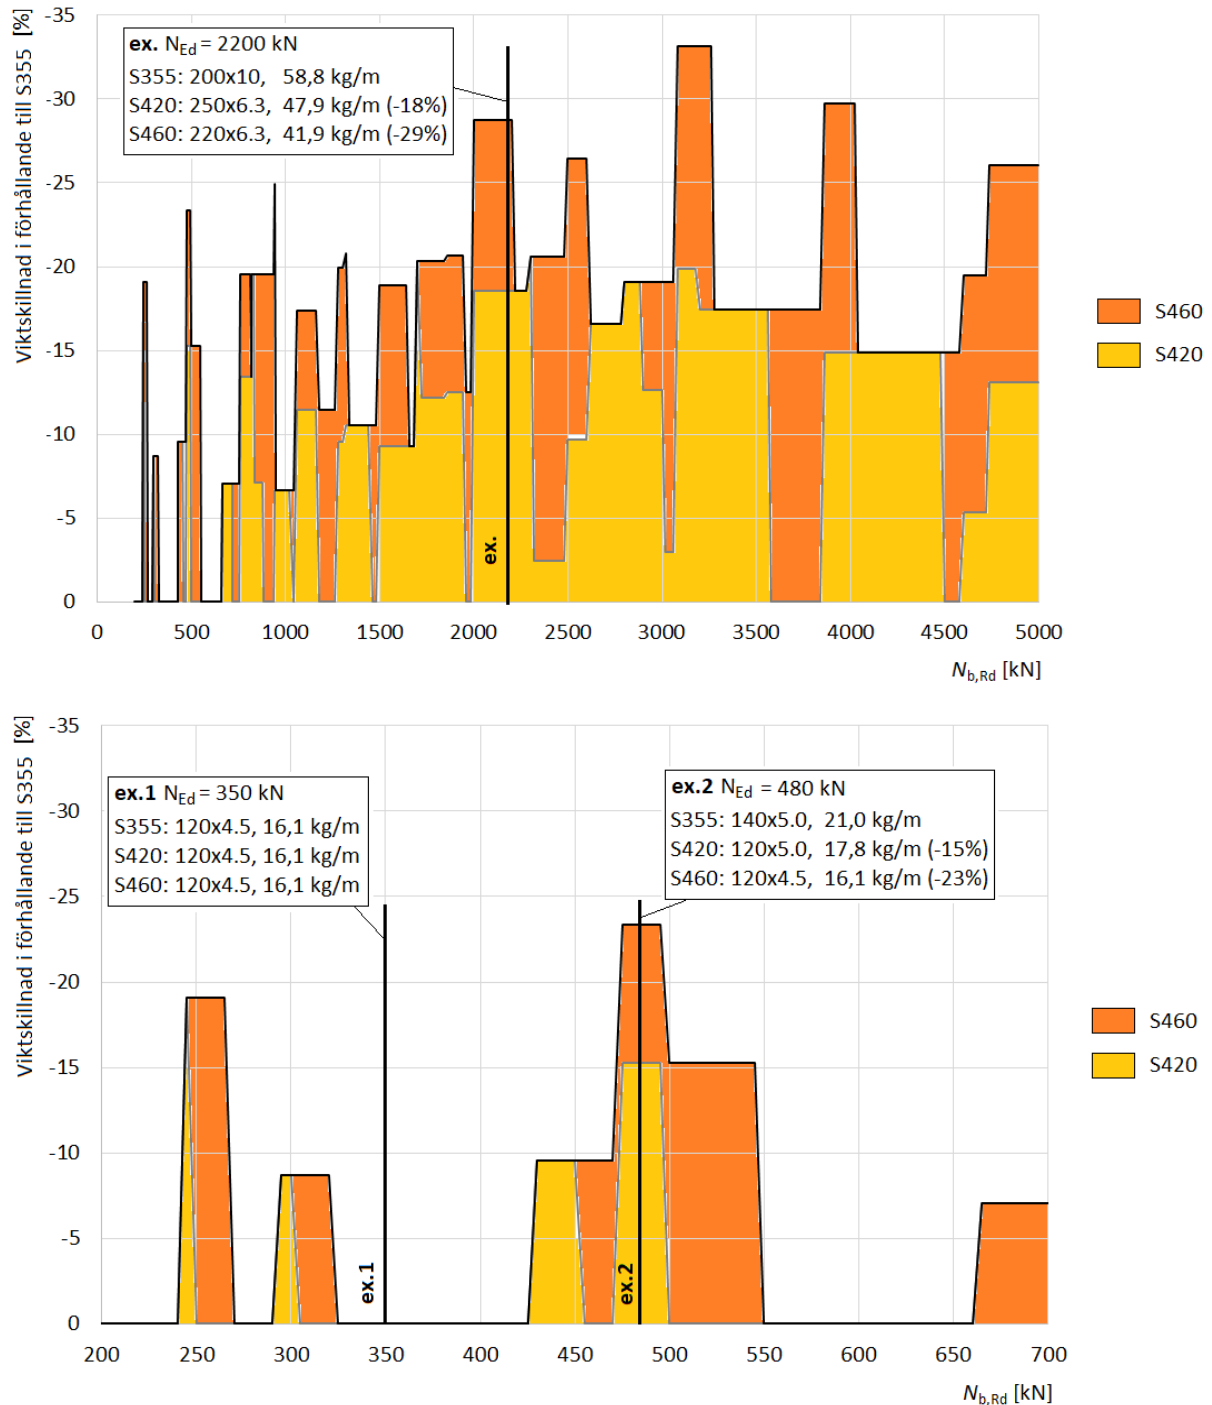 Viktskillnad i förhållande till S355 [%]
-35
-30
-25
-20
-15
-10
-5
0
ex. NEd = 2200 kN
S355: 200x10, 58,8 kg/m
S420: 250x6.3, 47,9 kg/m (-18%)
S460: 220x6.3, 41,9 kg/m (-29%)
ex.
S460
S420
0 500 1000 1500 2000 2500 3000 3500 4000 4500 5000
Nb,Rd [kN]
Viktskillnad i förhållande till S355 [%]
-35
-30
-25
-20
-15
-10
-5
0
ex.1 NEd = 350 kN
S355: 120x4.5, 16,1 kg/m
S420: 120x4.5, 16,1 kg/m
S460: 120x4.5, 16,1 kg/m
ex.2 NEd = 480 kN
S355: 140x5.0, 21,0 kg/m
S420: 120x5.0, 17,8 kg/m (-15%)
S460: 120x4.5, 16,1 kg/m (-23%)
ex.1
ex.2
S460
S420
200 250 300 350 400 450 500 550 600 650 700
Nb,Rd [kN]